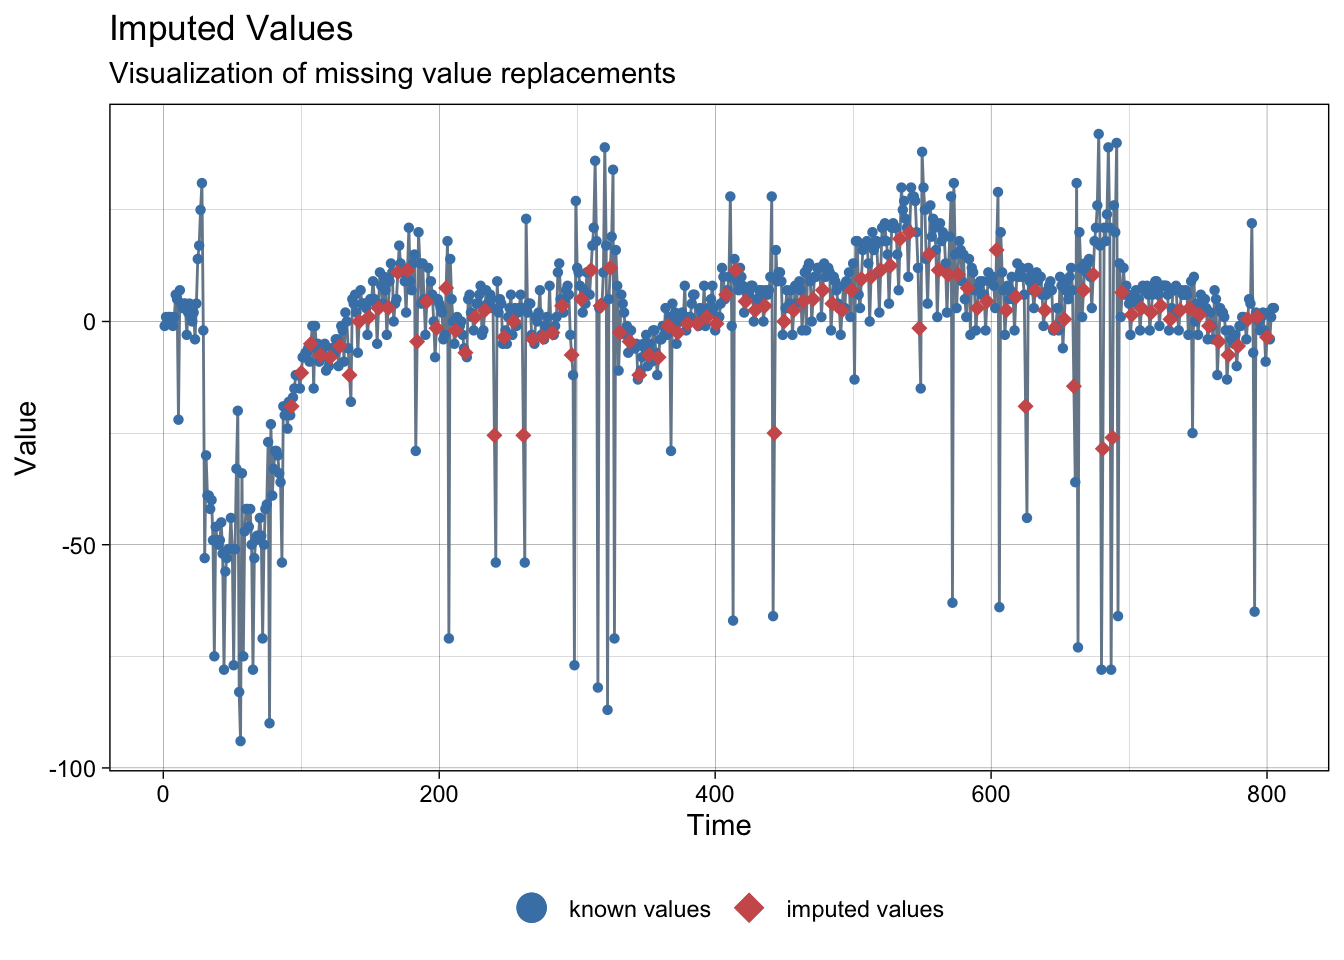 Imputed Values
Visualization of missing value replacements
Value
0
-50
-100
0 200 400 600 800
Time
known values imputed values